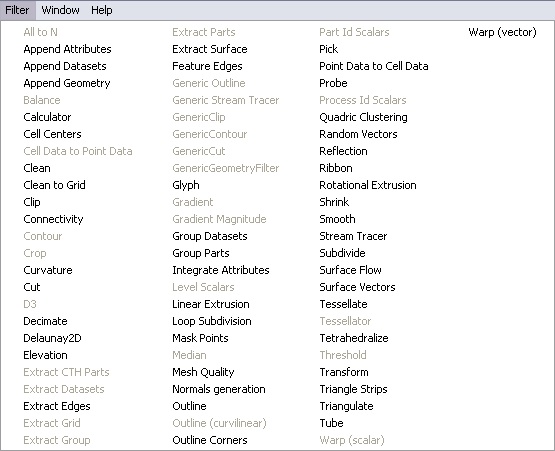 Filter Window Help
All to N
Append Attributes
Append Datasets
Append Geometry
Balance
Calculator
Cell Centers
Cell Data to Point Data
Clean
Clean to Grid
Clip
Connectivity
Contour
Crop
Curvature
Cut
D3
Decimate
Delaunay2D
Elevation
Extract CTH Parts
Extract Datasets
Extract Edges
Extract Grid
Extract Group
Extract Parts
Extract Surface
Feature Edges
Generic Outline
Generic Stream Tracer
GenericClip
GenericContour
GenericCut
GenericGeometryFilter
Glyph
Gradient
Gradient Magnitude
Group Datasets
Group Parts
Integrate Attributes
Level Scalars
Linear Extrusion
Loop Subdivision
Mask Points
Median
Mesh Quality
Normals generation
Outline
Outline (curvilinear)
Outline Corners
Part Id Scalars
Pick
Point Data to Cell Data
Probe
Process Id Scalars
Quadric Clustering
Random Vectors
Reflection
Ribbon
Rotational Extrusion
Shrink
Smooth
Stream Tracer
Subdivide
Surface Flow
Surface Vectors
Tessellate
Tessellator
Tetrahedralize
Threshold
Transform
Triangle Strips
Triangulate
Tube
Warp (scalar)
Warp (vector)